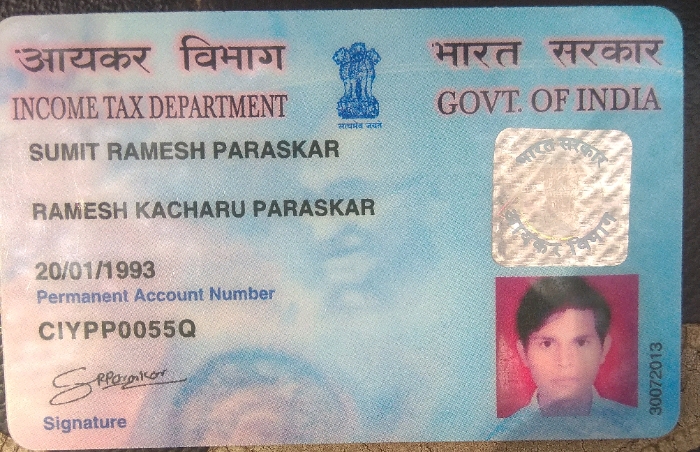 आयकर विभाग
भारत सरकार
INCOME TAX DEPARTMENT
GOVT. OF INDIA
सत्यमेव जयते
SUMIT RAMESH PARASKAR
भारत सरकार
आयकर विभाग
RAMESH KACHARU PARASKAR
20/01/1993
Permanent Account Number
CIYPP0055Q
Signature
30072013